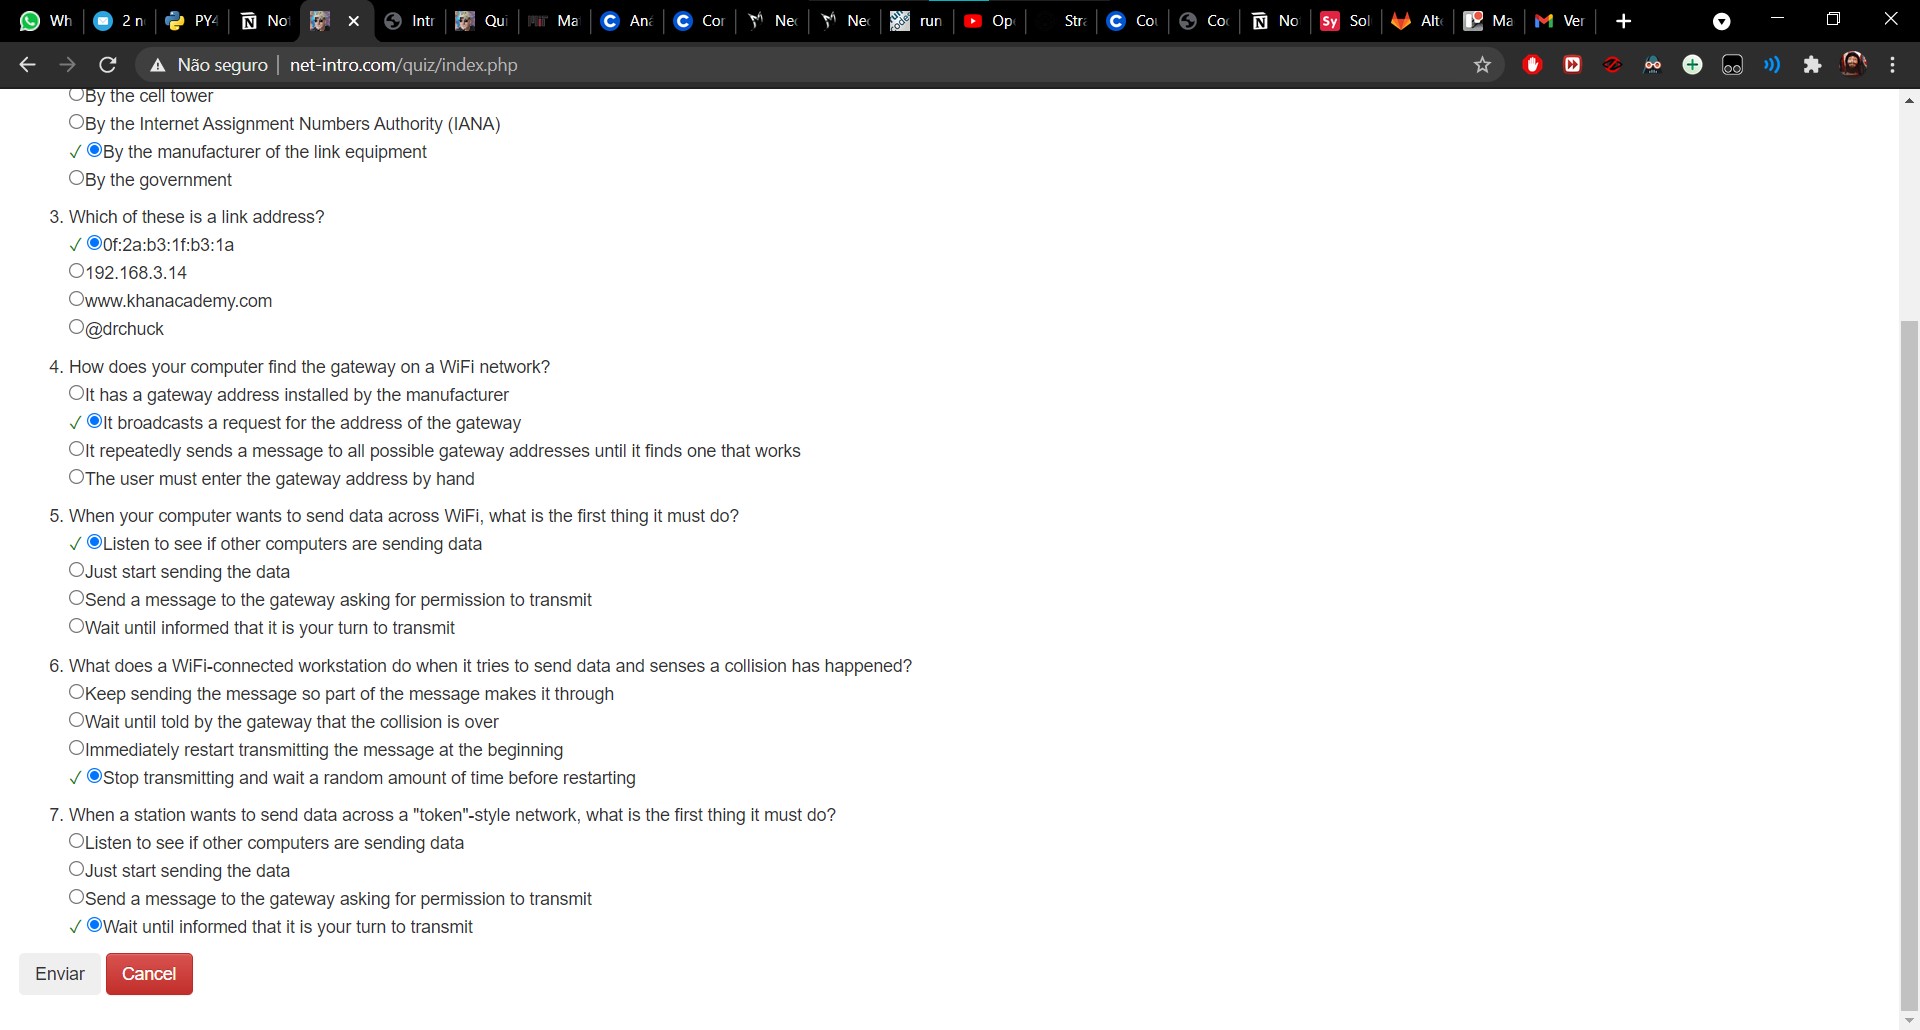 Wh 2 n PY4 Not Intr Qui Ma Aná Cor Nec Nec run Op Stra Cou Coc No Sol Alte Ma Ver
Não seguro | net-intro.com/quiz/index.php
By the cell tower
By the Internet Assignment Numbers Authority (IANA)
✓ By the manufacturer of the link equipment
By the government
3. Which of these is a link address?
✓ 0f:2a:b3:1f:b3:1a
192.168.3.14
www.khanacademy.com
@drchuck
4. How does your computer find the gateway on a WiFi network?
It has a gateway address installed by the manufacturer
✓ It broadcasts a request for the address of the gateway
It repeatedly sends a message to all possible gateway addresses until it finds one that works
The user must enter the gateway address by hand
5. When your computer wants to send data across WiFi, what is the first thing it must do?
✓ Listen to see if other computers are sending data
Just start sending the data
Send a message to the gateway asking for permission to transmit
Wait until informed that it is your turn to transmit
6. What does a WiFi-connected workstation do when it tries to send data and senses a collision has happened?
Keep sending the message so part of the message makes it through
Wait until told by the gateway that the collision is over
Immediately restart transmitting the message at the beginning
✓ Stop transmitting and wait a random amount of time before restarting
7. When a station wants to send data across a "token"-style network, what is the first thing it must do?
Listen to see if other computers are sending data
Just start sending the data
Send a message to the gateway asking for permission to transmit
✓ Wait until informed that it is your turn to transmit
Enviar Cancel